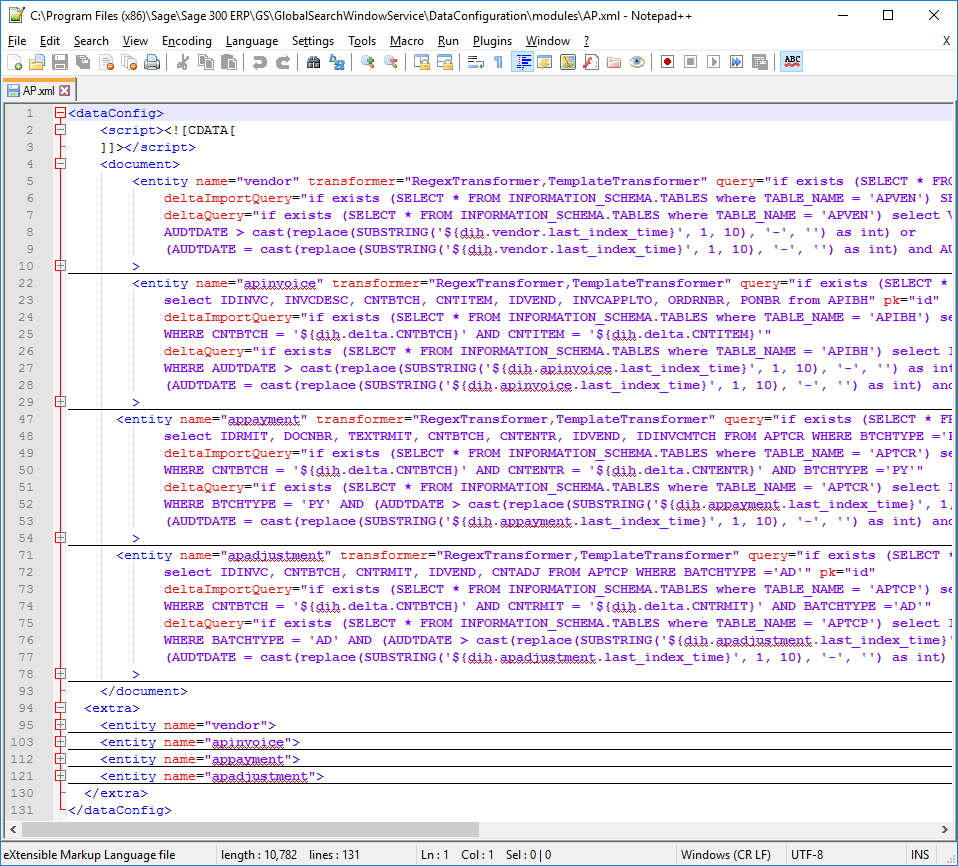 C:\Program Files (x86)\Sage\Sage 300 ERP\GS\GlobalSearchWindowService\DataConfiguration\modules\AP.xml - Notepad++
File Edit Search View Encoding Language Settings Tools Macro Run Plugins Window ? X
ABC
AP.xml
1 <dataConfig>
2 <script><![CDATA[
3 ]]></script>
4 <document>
5 <entity name="vendor" transformer="RegexTransformer,TemplateTransformer" query="if exists (SELECT * FRO
6 deltaImportQuery="if exists (SELECT * FROM INFORMATION_SCHEMA.TABLES where TABLE_NAME = 'APVEN') SE
7 deltaQuery="if exists (SELECT * FROM INFORMATION_SCHEMA.TABLES where TABLE_NAME = 'APVEN') select V
8 AUDTDATE > cast(replace(SUBSTRING('${dih.vendor.last_index_time}', 1, 10), '-', '') as int) or
9 (AUDTDATE = cast(replace(SUBSTRING('${dih.vendor.last_index_time}', 1, 10), '-', '') as int) and AU
10 >
22 <entity name="apinvoice" transformer="RegexTransformer,TemplateTransformer" query="if exists (SELECT *
23 select IDINVC, INVCDESC, CNTBTCH, CNTITEM, IDVEND, INVCAPPLTO, ORDRNBR, PONBR from APIBH" pk="id"
24 deltaImportQuery="if exists (SELECT * FROM INFORMATION_SCHEMA.TABLES where TABLE_NAME = 'APIBH') se
25 WHERE CNTBTCH = '${dih.delta.CNTBTCH}' AND CNTITEM = '${dih.delta.CNTITEM}'"
26 deltaQuery="if exists (SELECT * FROM INFORMATION_SCHEMA.TABLES where TABLE_NAME = 'APIBH') select I
27 WHERE AUDTDATE > cast(replace(SUBSTRING('${dih.apinvoice.last_index_time}', 1, 10), '-', '') as int
28 (AUDTDATE = cast(replace(SUBSTRING('${dih.apinvoice.last_index_time}', 1, 10), '-', '') as int) and
29 >
47 <entity name="appayment" transformer="RegexTransformer,TemplateTransformer" query="if exists (SELECT * F
48 select IDRMIT, DOCNBR, TEXTRMIT, CNTBTCH, CNTENTR, IDVEND, IDINVCMTCH FROM APTCR WHERE BTCHTYPE ='P
49 deltaImportQuery="if exists (SELECT * FROM INFORMATION_SCHEMA.TABLES where TABLE_NAME = 'APTCR') se
50 WHERE CNTBTCH = '${dih.delta.CNTBTCH}' AND CNTENTR = '${dih.delta.CNTENTR}' AND BTCHTYPE ='PY'"
51 deltaQuery="if exists (SELECT * FROM INFORMATION_SCHEMA.TABLES where TABLE_NAME = 'APTCR') select I
52 WHERE BTCHTYPE = 'PY' AND (AUDTDATE > cast(replace(SUBSTRING('${dih.appayment.last_index_time}', 1,
53 (AUDTDATE = cast(replace(SUBSTRING('${dih.appayment.last_index_time}', 1, 10), '-', '') as int) and
54 >
71 <entity name="apadjustment" transformer="RegexTransformer,TemplateTransformer" query="if exists (SELECT *
72 select IDINVC, CNTBTCH, CNTRMIT, IDVEND, CNTADJ FROM APTCP WHERE BATCHTYPE ='AD'" pk="id"
73 deltaImportQuery="if exists (SELECT * FROM INFORMATION_SCHEMA.TABLES where TABLE_NAME = 'APTCP') se
74 WHERE CNTBTCH = '${dih.delta.CNTBTCH}' AND CNTRMIT = '${dih.delta.CNTRMIT}' AND BATCHTYPE ='AD'"
75 deltaQuery="if exists (SELECT * FROM INFORMATION_SCHEMA.TABLES where TABLE_NAME = 'APTCP') select I
76 WHERE BATCHTYPE = 'AD' AND (AUDTDATE > cast(replace(SUBSTRING('${dih.apadjustment.last_index_time}'
77 (AUDTDATE = cast(replace(SUBSTRING('${dih.apadjustment.last_index_time}', 1, 10), '-', '') as int)
78 >
93 </document>
94 <extra>
95 <entity name="vendor">
103 <entity name="apinvoice">
112 <entity name="appayment">
121 <entity name="apadjustment">
130 </extra>
131 </dataConfig>
eXtensible Markup Language file length : 10,782 lines : 131 Ln : 1 Col : 1 Sel : 0 | 0 Windows (CR LF) UTF-8 INS